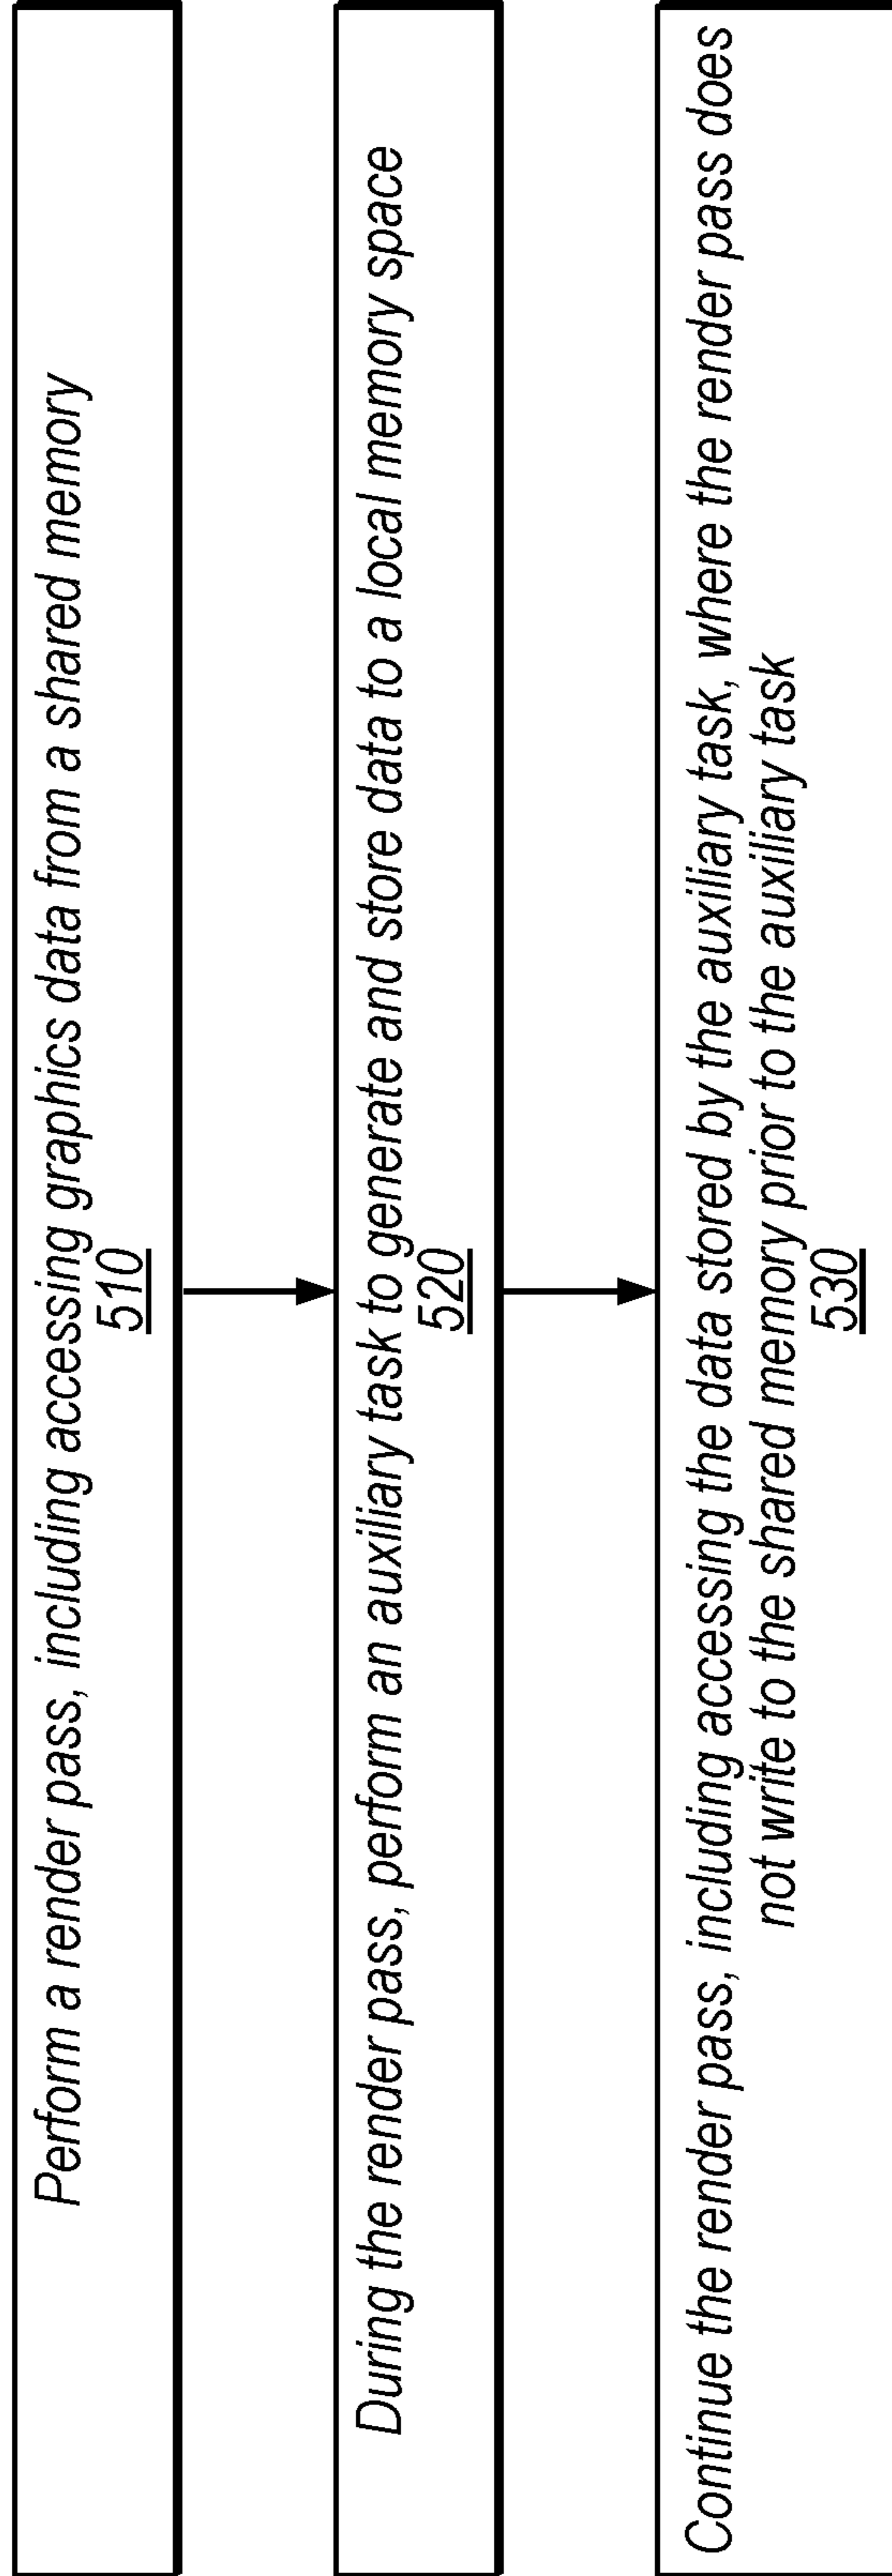 Perform a render pass, including accessing graphics data from a shared memory
510
During the render pass, perform an auxiliary task to generate and store data to a local memory space
520
Continue the render pass, including accessing the data stored by the auxiliary task, where the render pass does
not write to the shared memory prior to the auxiliary task
530